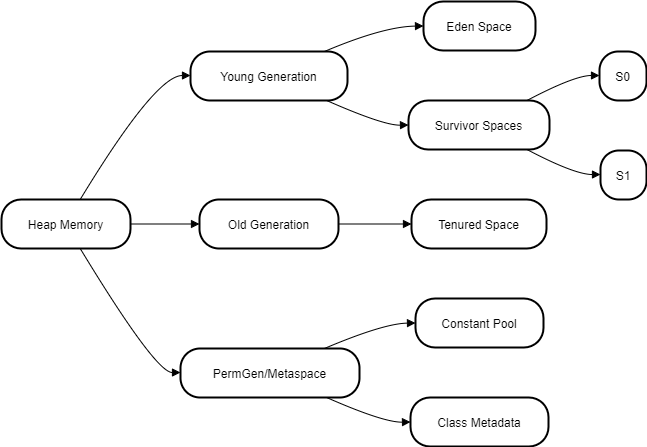 Eden Space
Young Generation
S0
Survivor Spaces
S1
Heap Memory
Old Generation
Tenured Space
Constant Pool
PermGen/Metaspace
Class Metadata